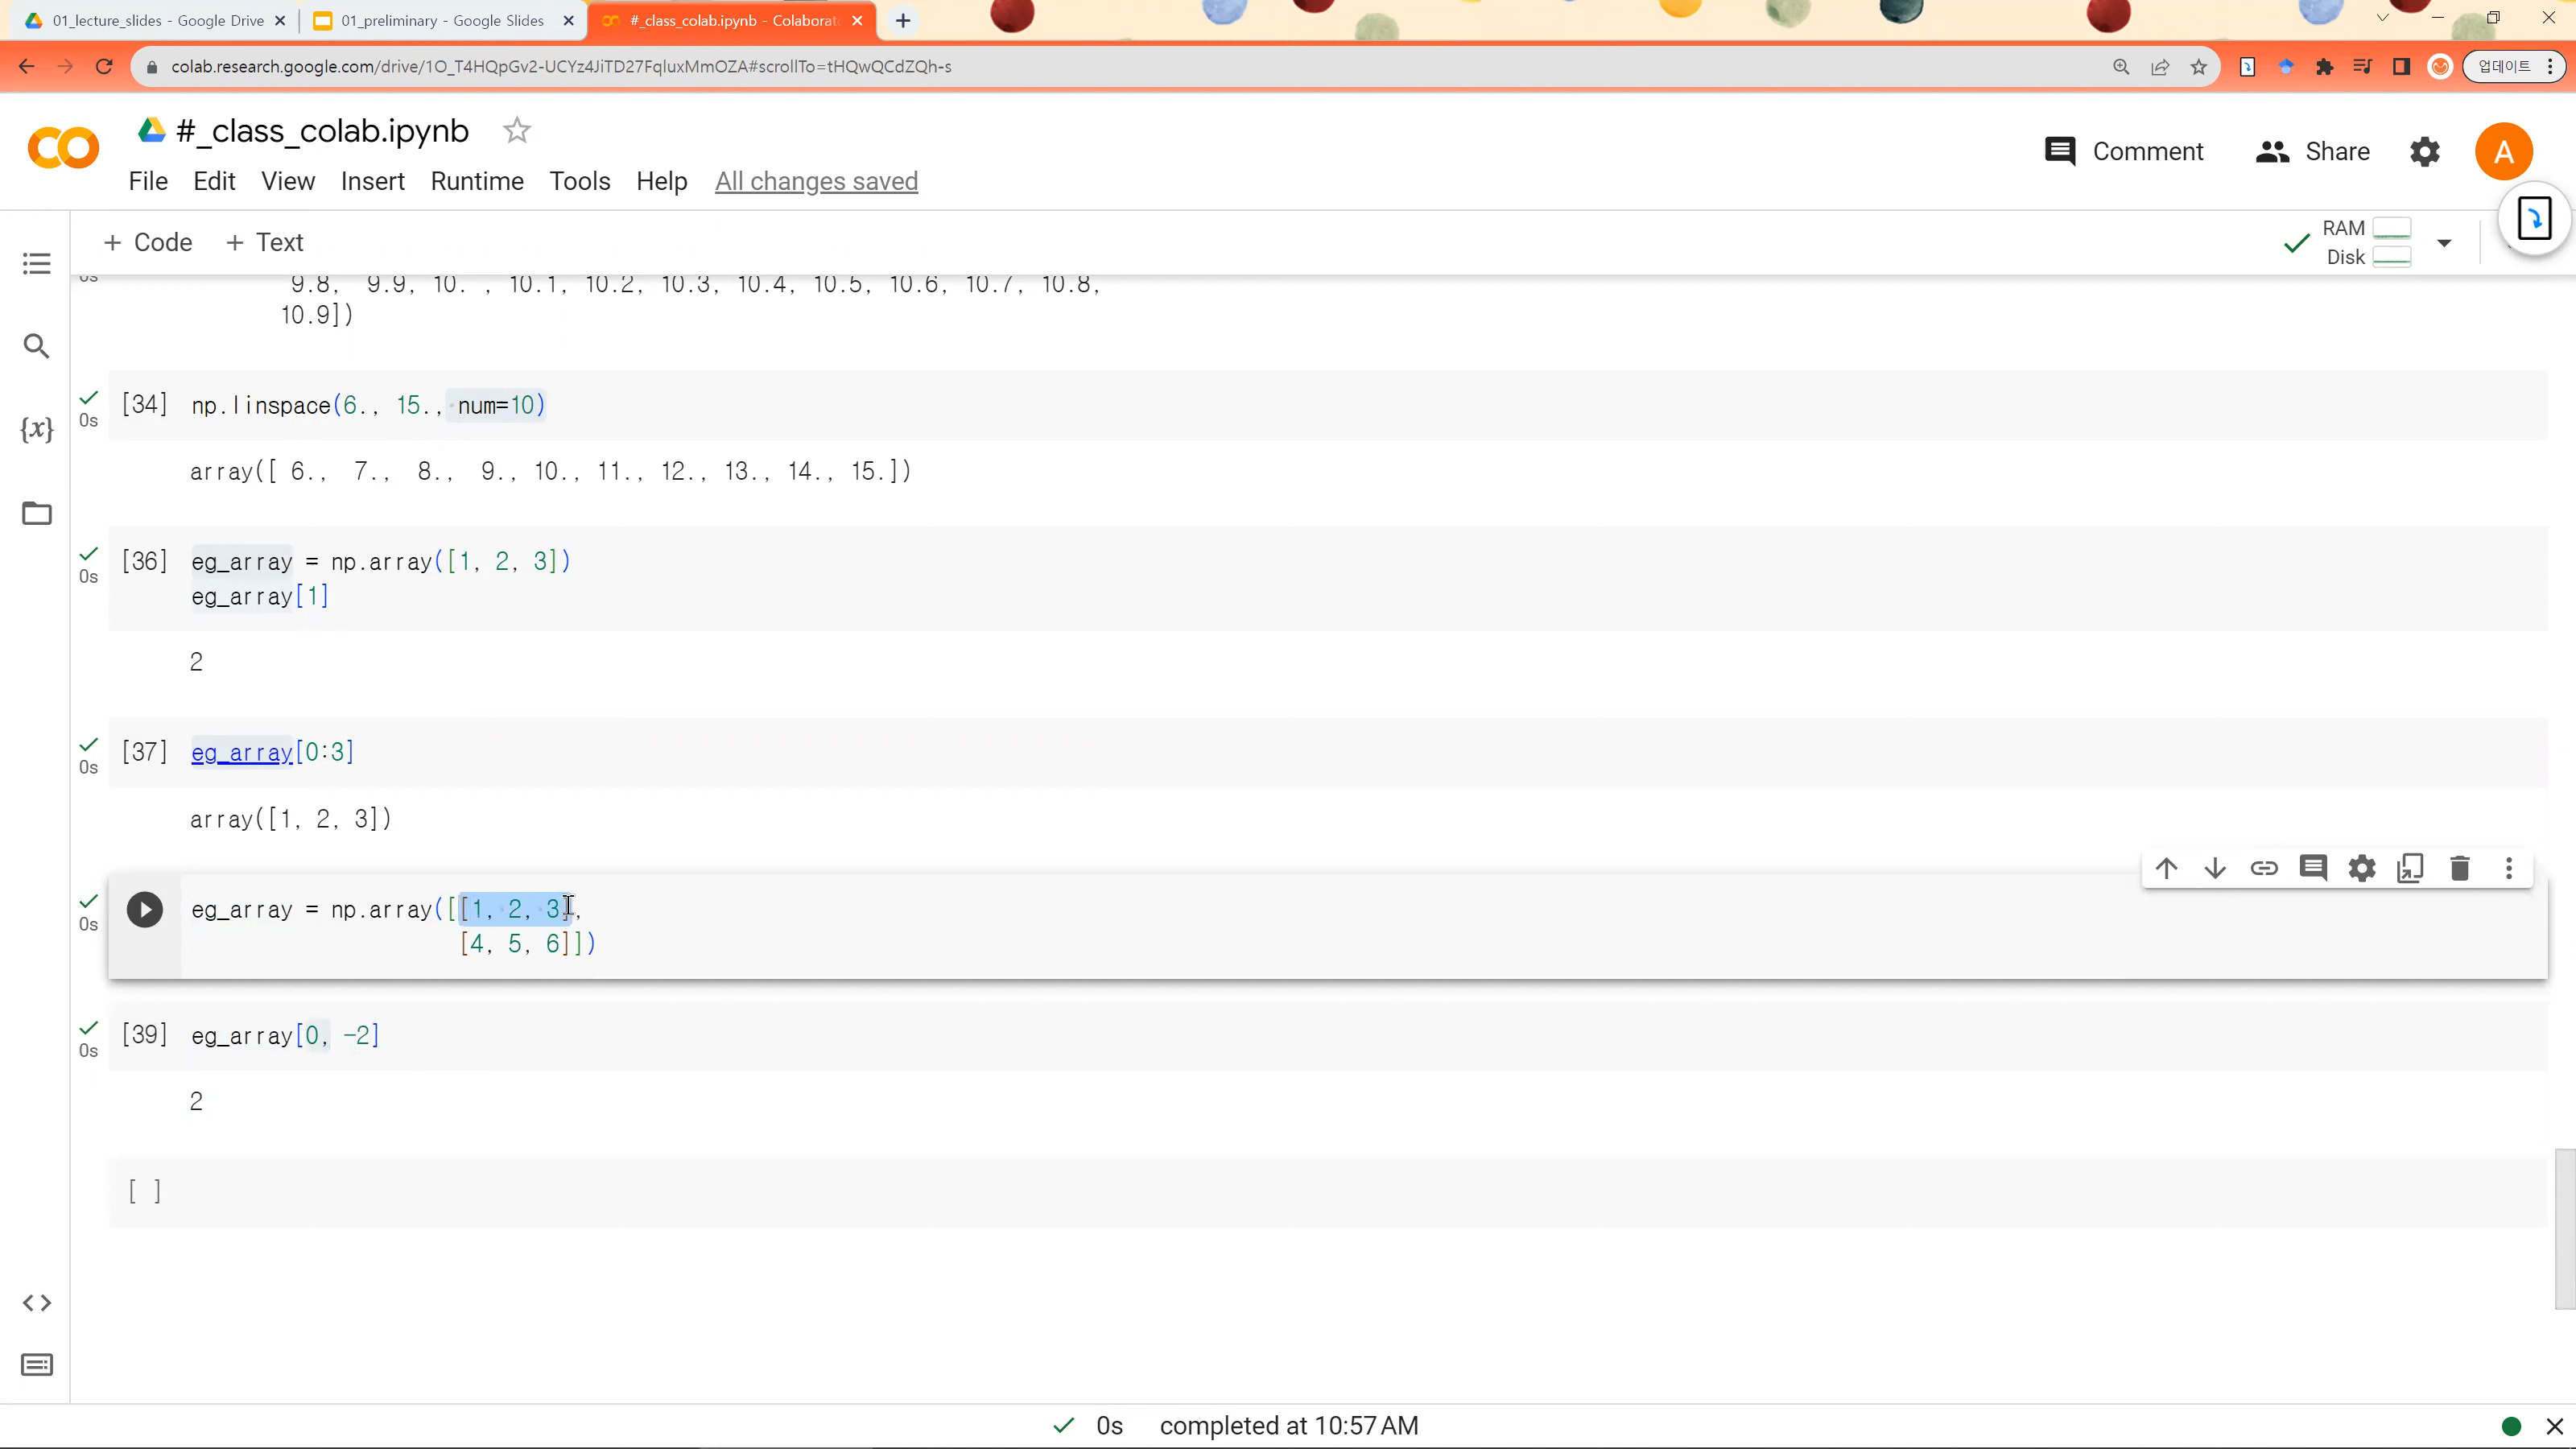 01_lecture_slides - Google Drive
01_preliminary - Google Slides
#_class_colab.ipynb - Colaborat
colab.research.google.com/drive/1O_T4HQpGv2-UCYz4JiTD27FqluxMmOZA#scrollTo=tHQwQCdZQh-s
업데이트
#_class_colab.ipynb
Comment
Share
A
File Edit View Insert Runtime Tools Help All changes saved
+ Code + Text
RAM
Disk
0s
9.8, 9.9, 10. , 10.1, 10.2, 10.3, 10.4, 10.5, 10.6, 10.7, 10.8,
10.9])
[34] np.linspace(6., 15., num=10)
0s
array([ 6., 7., 8., 9., 10., 11., 12., 13., 14., 15.])
[36] eg_array = np.array([1, 2, 3])
0s
eg_array[1]
2
[37] eg_array[0:3]
0s
array([1, 2, 3])
eg_array = np.array([[1, 2, 3],
0s
[4, 5, 6]])
[39] eg_array[0, -2]
0s
2
[ ]
{x}
0s completed at 10:57 AM